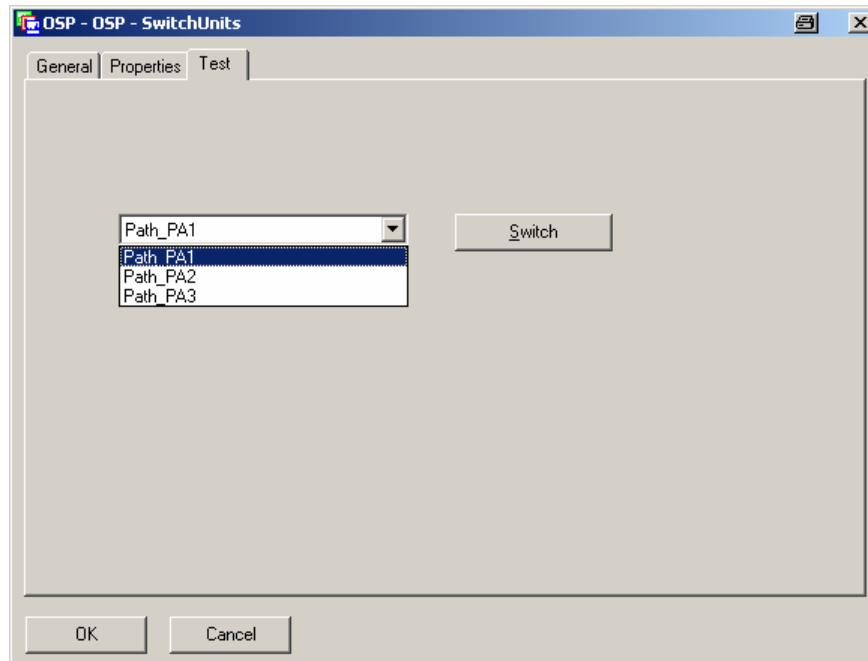 OSP - OSP - SwitchUnits
General Properties Test
Path_PA1 Switch
Path_PA1
Path_PA2
Path_PA3
OK Cancel